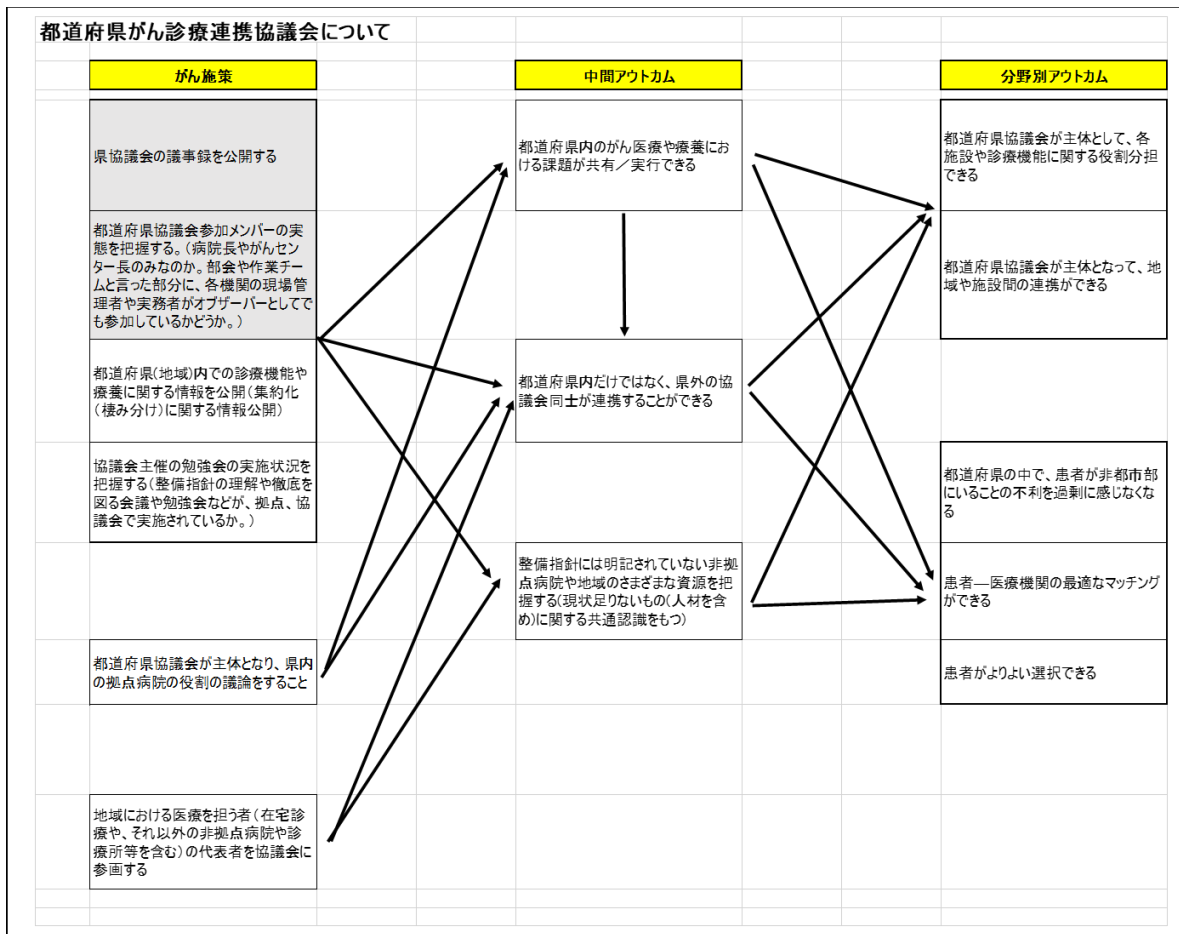 都道府県がん診療連携協議会について
がん施策
中間アウトカム
分野別アウトカム
県協議会の議事録を公開する
都道府県協議会参加メンバーの実
態を把握する。(病院長やがんセン
ター長のみなのか。部会や作業チー
ムと言った部分に、各機関の現場管
理者や実務者がオブザーバーとしてで
も参加しているかどうか。)
都道府県(地域)内での診療機能や
療養に関する情報を公開(集約化
(棲み分け)に関する情報公開)
協議会主催の勉強会の実施状況を
把握する(整備指針の理解や徹底を
図る会議や勉強会などが、拠点、協
議会で実施されているか。)
都道府県協議会が主体となり、県内
の拠点病院の役割の議論をすること
地域における医療を担う者(在宅診
療や、それ以外の非拠点病院や診
療所等を含む)の代表者を協議会に
参画する
都道府県内のがん医療や療養にお
ける課題が共有/実行できる
都道府県内だけではなく、県外の協
議会同士が連携することができる
整備指針には明記されていない非拠
点病院や地域のさまざまな資源を把
握する(現状足りないもの(人材を含
め)に関する共通認識をもつ)
都道府県協議会が主体として、各
施設や診療機能に関する役割分担
できる
都道府県協議会が主体となって、地
域や施設間の連携ができる
都道府県の中で、患者が非都市部
にいることの不利を過剰に感じなくな
る
患者―医療機関の最適なマッチング
ができる
患者がよりよい選択できる